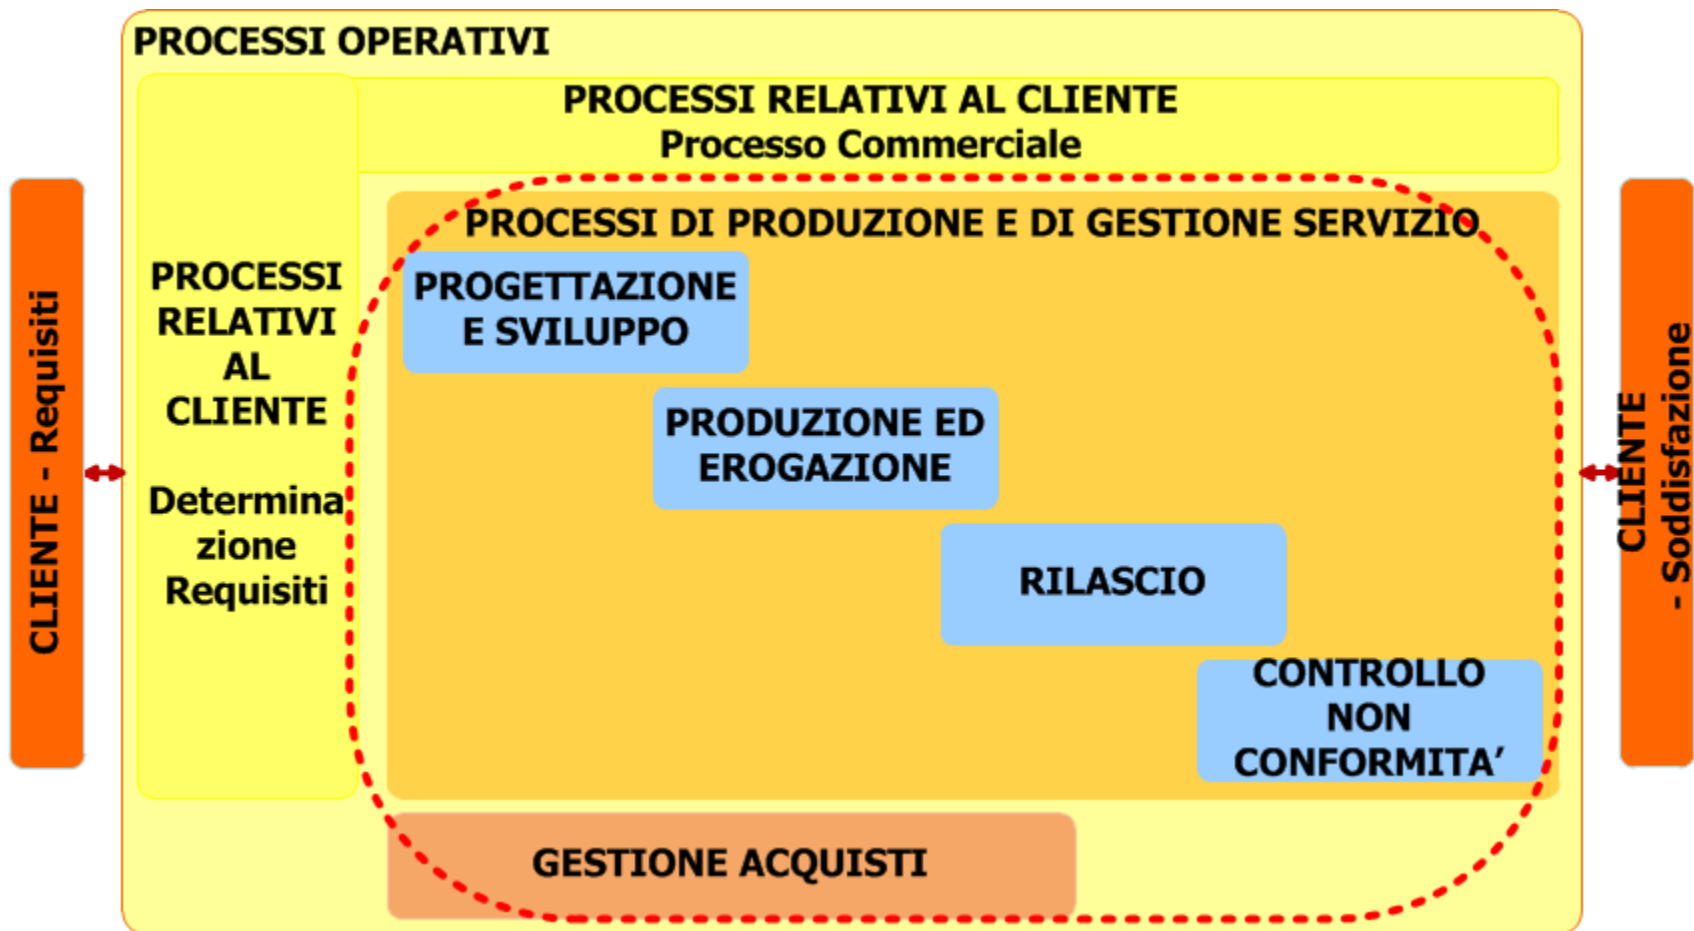 PROCESSI OPERATIVI
PROCESSI RELATIVI AL CLIENTE
Processo Commerciale
CLIENTE - Requisiti
PROCESSI
RELATIVI
AL
CLIENTE
Determina
zione
Requisiti
PROCESSI DI PRODUZIONE E DI GESTIONE SERVIZIO
PROGETTAZIONE
E SVILUPPO
PRODUZIONE ED
EROGAZIONE
RILASCIO
CONTROLLO
NON
CONFORMITA’
GESTIONE ACQUISTI
CLIENTE
- Soddisfazione